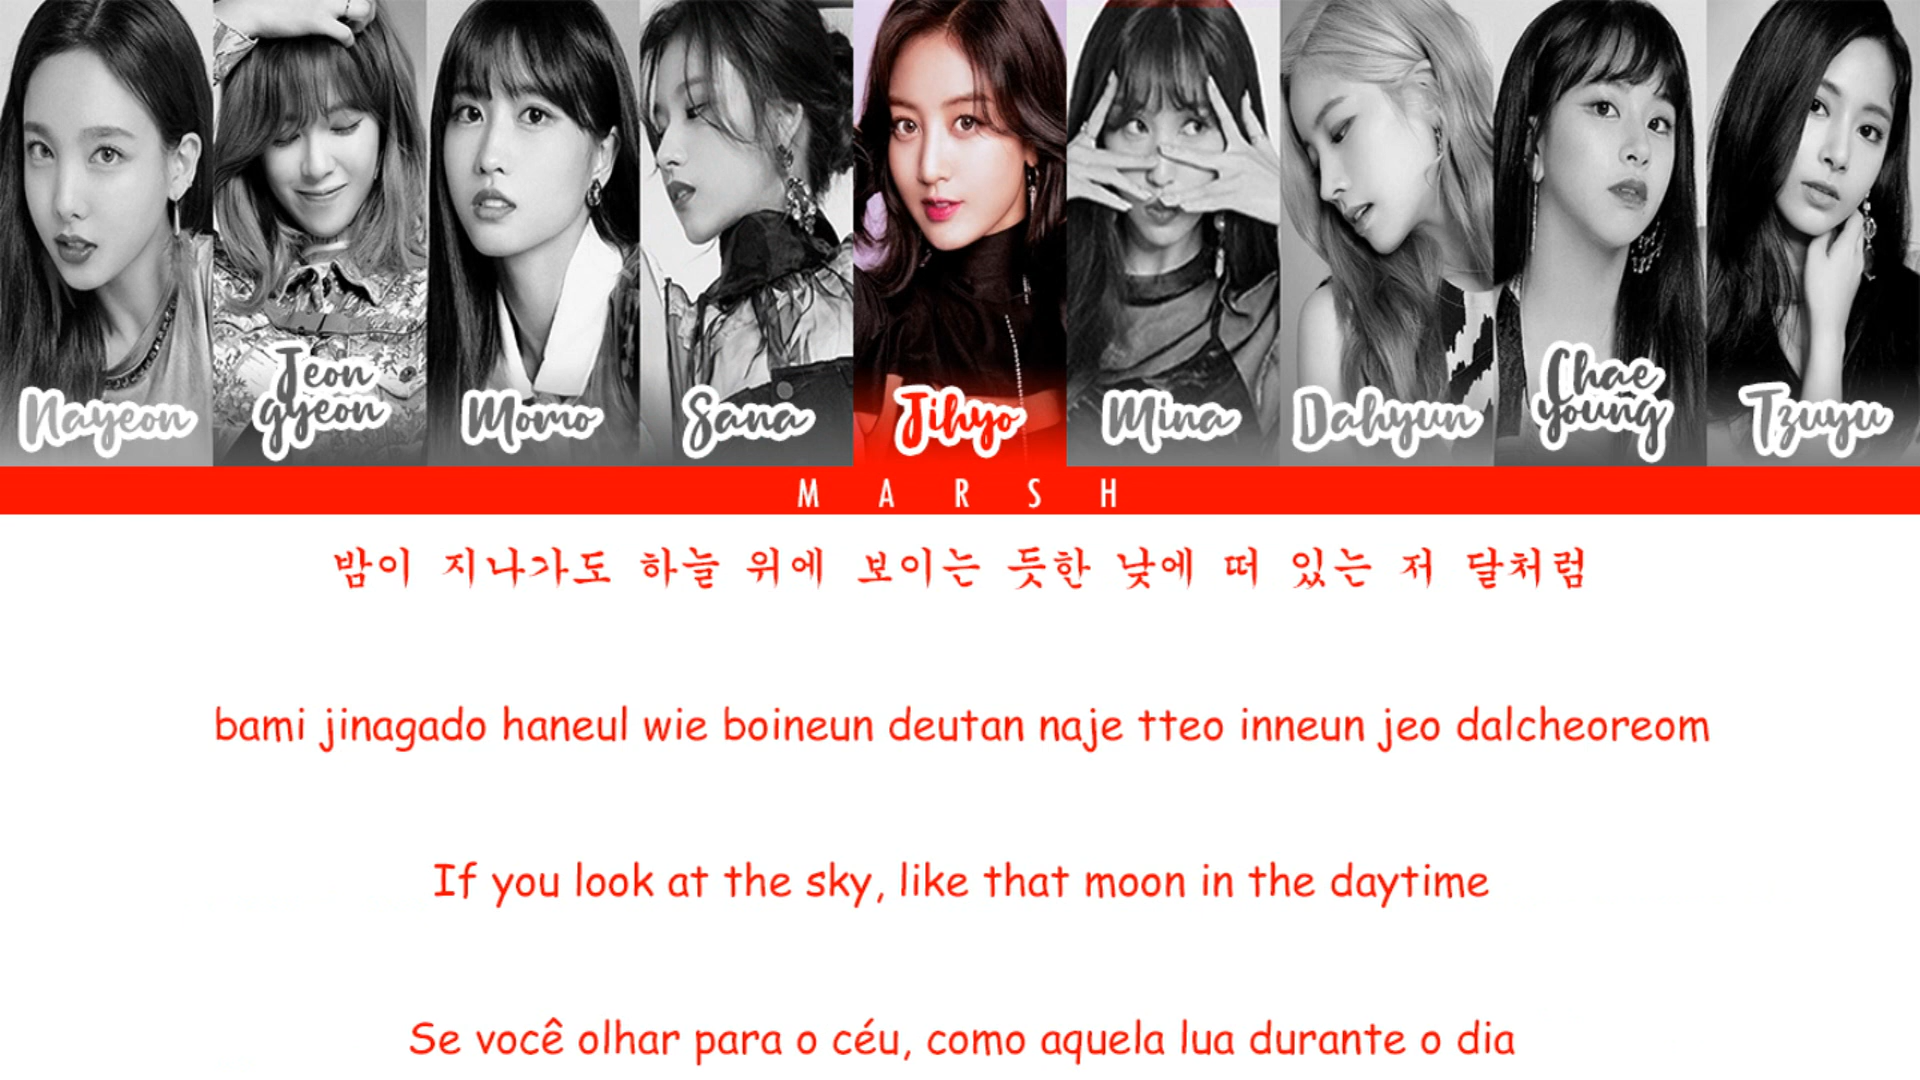 Nayeon
Jeon
gyeon
Momo
Sana
Jihyo
Mina
Dahyun
Chae
young
Tzuyu
MARSH
밤이 지나가도 하늘 위에 보이는 듯한 낮에 떠 있는 저 달처럼
bami jinagado haneul wie boineun deutan naje tteo inneun jeo dalcheoreom
If you look at the sky, like that moon in the daytime
Se você olhar para o céu, como aquela lua durante o dia